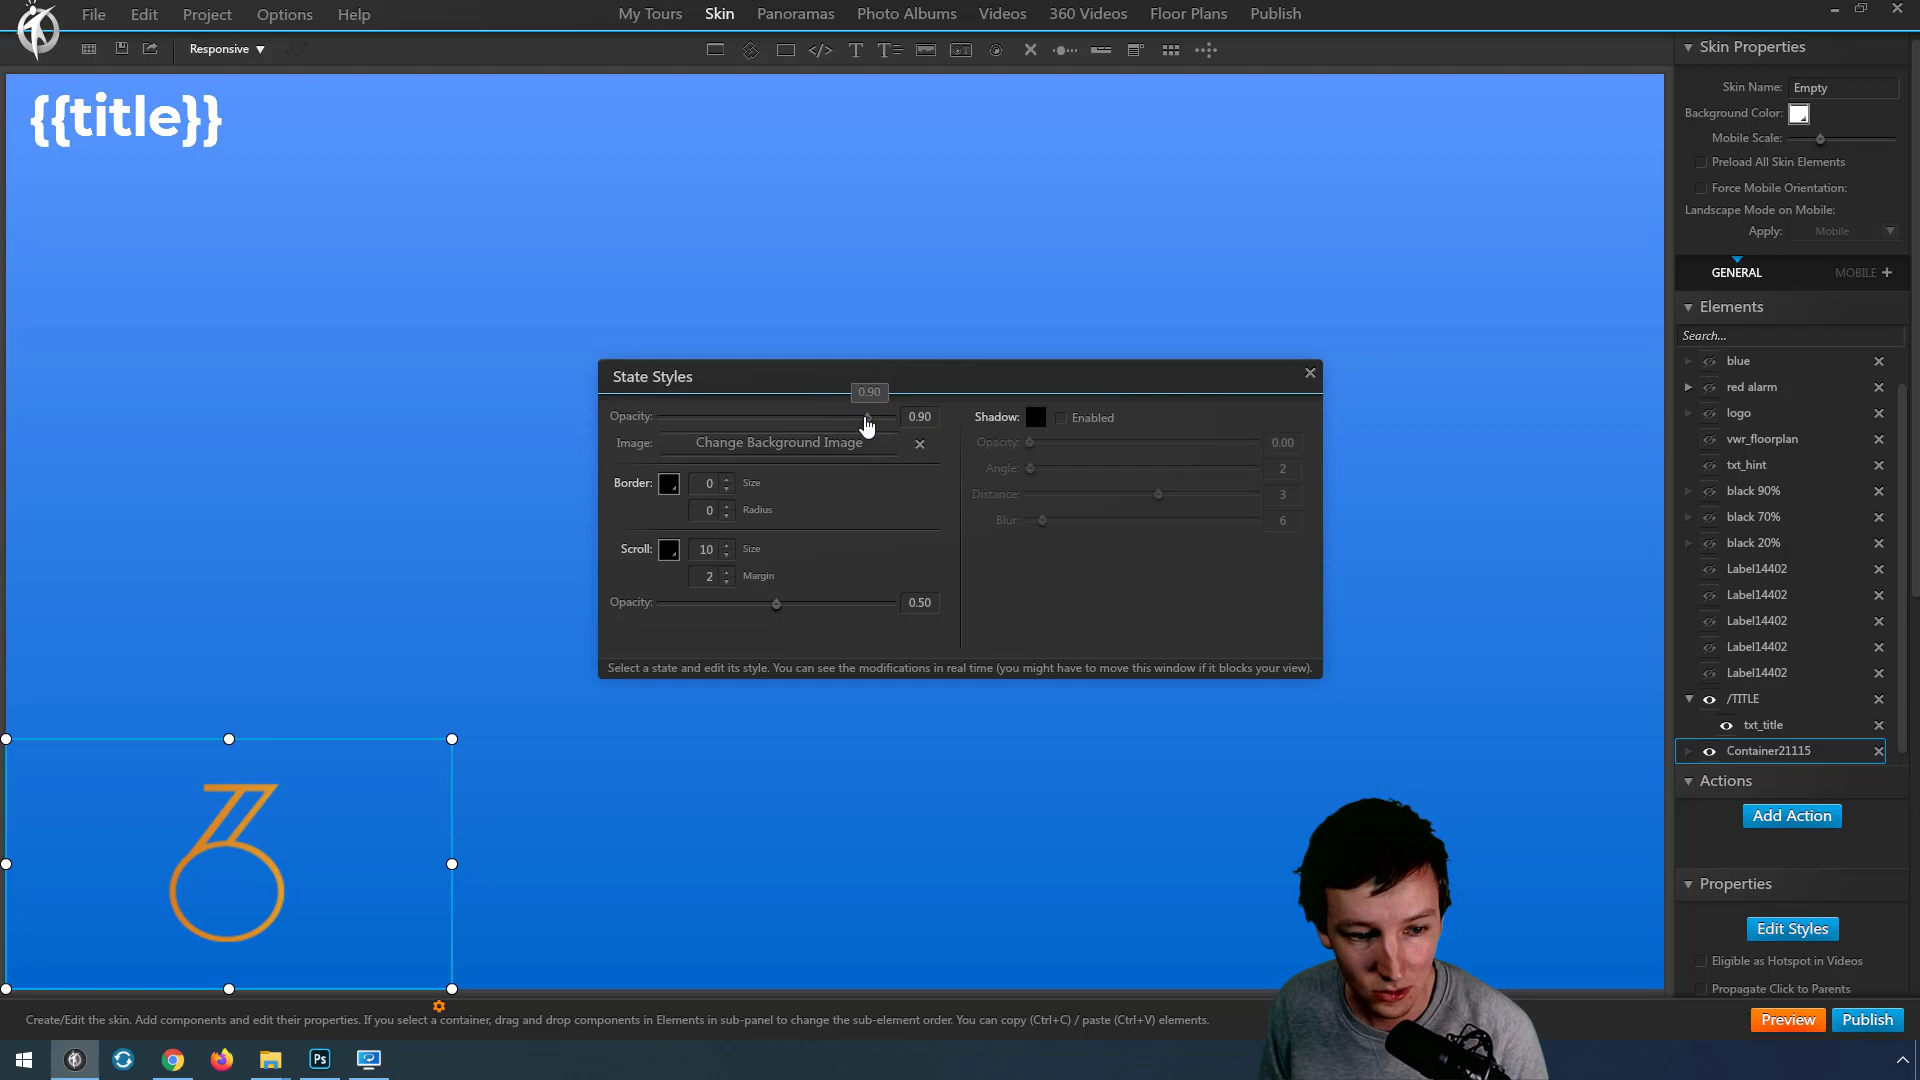 File Edit Project Options Help
My Tours Skin Panoramas Photo Albums Videos 360 Videos Floor Plans Publish
Responsive
{{title}}
State Styles
0.90
Opacity: 0.90
Image: Change Background Image
Border: 0 Size
0 Radius
Scroll: 10 Size
2 Margin
Opacity: 0.50
Shadow: Enabled
Opacity: 0.00
Angle: 2
Distance: 3
Blur: 6
Select a state and edit its style. You can see the modifications in real time (you might have to move this window if it blocks your view).
Skin Properties
Skin Name: Empty
Background Color:
Mobile Scale:
Preload All Skin Elements
Force Mobile Orientation:
Landscape Mode on Mobile:
Apply: Mobile
GENERAL MOBILE +
Elements
Search...
blue
red alarm
logo
vwr_floorplan
txt_hint
black 90%
black 70%
black 20%
Label14402
Label14402
Label14402
Label14402
Label14402
/TITLE
txt_title
Container21115
Actions
Add Action
Properties
Edit Styles
Eligible as Hotspot in Videos
Propagate Click to Parents
Create/Edit the skin. Add components and edit their properties. If you select a container, drag and drop components in Elements in sub-panel to change the sub-element order. You can copy (Ctrl+C) / paste (Ctrl+V) elements.
Preview Publish
Ps